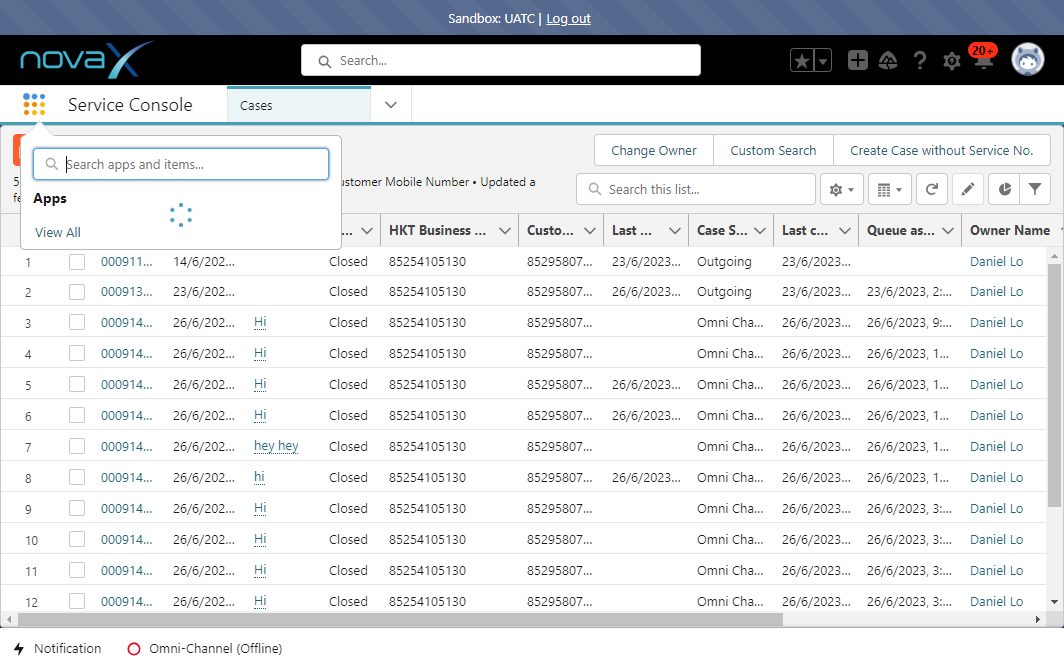 Sandbox: UATC | Log out
novaX
Search...
20+
Service Console
Cases
Search apps and items...
Apps
View All
Change Owner
Custom Search
Create Case without Service No.
5
ustomer Mobile Number • Updated a
fe
Search this list...
... HKT Business ... Custo... Last ... Case S... Last c... Queue as... Owner Name
1 000911... 14/6/202... Closed 85254105130 85295807... 23/6/2023... Outgoing 23/6/2023... Daniel Lo
2 000913... 23/6/202... Closed 85254105130 85295807... 26/6/2023... Outgoing 23/6/2023... 23/6/2023, 2:... Daniel Lo
3 000914... 26/6/202... Hi Closed 85254105130 85295807... Omni Cha... 26/6/2023... 26/6/2023, 9:... Daniel Lo
4 000914... 26/6/202... Hi Closed 85254105130 85295807... Omni Cha... 26/6/2023... 26/6/2023, 1... Daniel Lo
5 000914... 26/6/202... Hi Closed 85254105130 85295807... 26/6/2023... Omni Cha... 26/6/2023... 26/6/2023, 1... Daniel Lo
6 000914... 26/6/202... Hi Closed 85254105130 85295807... 26/6/2023... Omni Cha... 26/6/2023... 26/6/2023, 1... Daniel Lo
7 000914... 26/6/202... hey hey Closed 85254105130 85295807... Omni Cha... 26/6/2023... 26/6/2023, 1... Daniel Lo
8 000914... 26/6/202... hi Closed 85254105130 85295807... 26/6/2023... Omni Cha... 26/6/2023... 26/6/2023, 1... Daniel Lo
9 000914... 26/6/202... Hi Closed 85254105130 85295807... Omni Cha... 26/6/2023... 26/6/2023, 3:... Daniel Lo
10 000914... 26/6/202... Hi Closed 85254105130 85295807... Omni Cha... 26/6/2023... 26/6/2023, 3:... Daniel Lo
11 000914... 26/6/202... Hi Closed 85254105130 85295807... Omni Cha... 26/6/2023... 26/6/2023, 3:... Daniel Lo
12 000914... 26/6/202... Hi Closed 85254105130 85295807... Omni Cha... 26/6/2023... 26/6/2023, 3:... Daniel Lo
Notification
Omni-Channel (Offline)